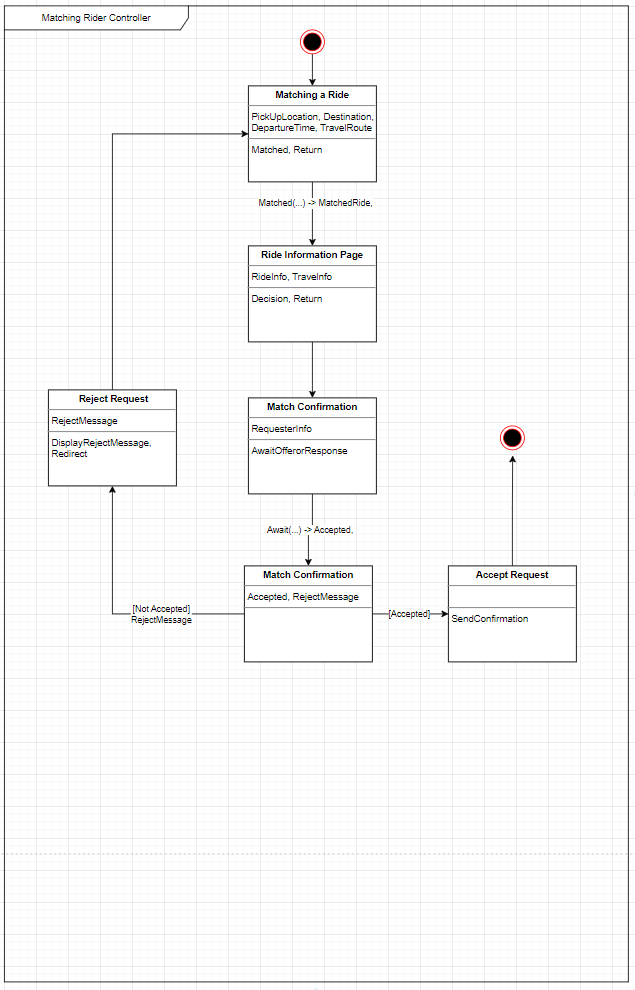 Matching Rider Controller
Matching a Ride
PickUpLocation, Destination,
DepartureTime, TravelRoute
Matched, Return
Matched(...) -> MatchedRide,
Ride Information Page
RideInfo, TraveInfo
Decision, Return
Reject Request
RejectMessage
DisplayRejectMessage,
Redirect
Match Confirmation
RequesterInfo
AwaitOfferorResponse
Await(...) -> Accepted,
Match Confirmation
Accepted, RejectMessage
[Not Accepted]
RejectMessage
[Accepted]
Accept Request
SendConfirmation